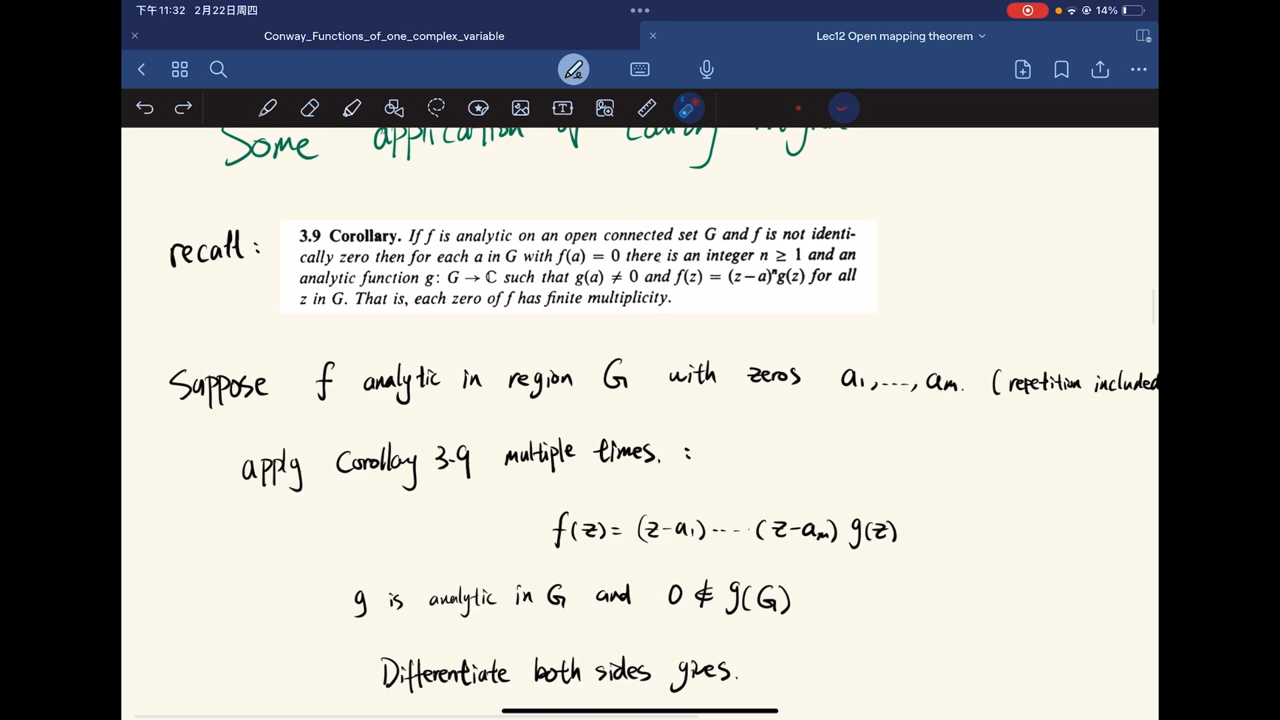 下午11:32 2月22日周四
14%
Conway_Functions_of_one_complex_variable
Lec12 Open mapping theorem
Some application of
recall:
3.9 Corollary. If f is analytic on an open connected set G and f is not identi-
cally zero then for each a in G with f(a) = 0 there is an integer n ≥ 1 and an
analytic function g: G → ℂ such that g(a) ≠ 0 and f(z) = (z−a)ⁿg(z) for all
z in G. That is, each zero of f has finite multiplicity.
Suppose f analytic in region G with zeros a₁,...,aₘ. (repetition included
apply Corollay 3.9 multiple times. :
f(z) = (z-a₁)....(z-aₘ) g(z)
g is analytic in G and 0 ∉ g(G)
Differentiate both sides gives.